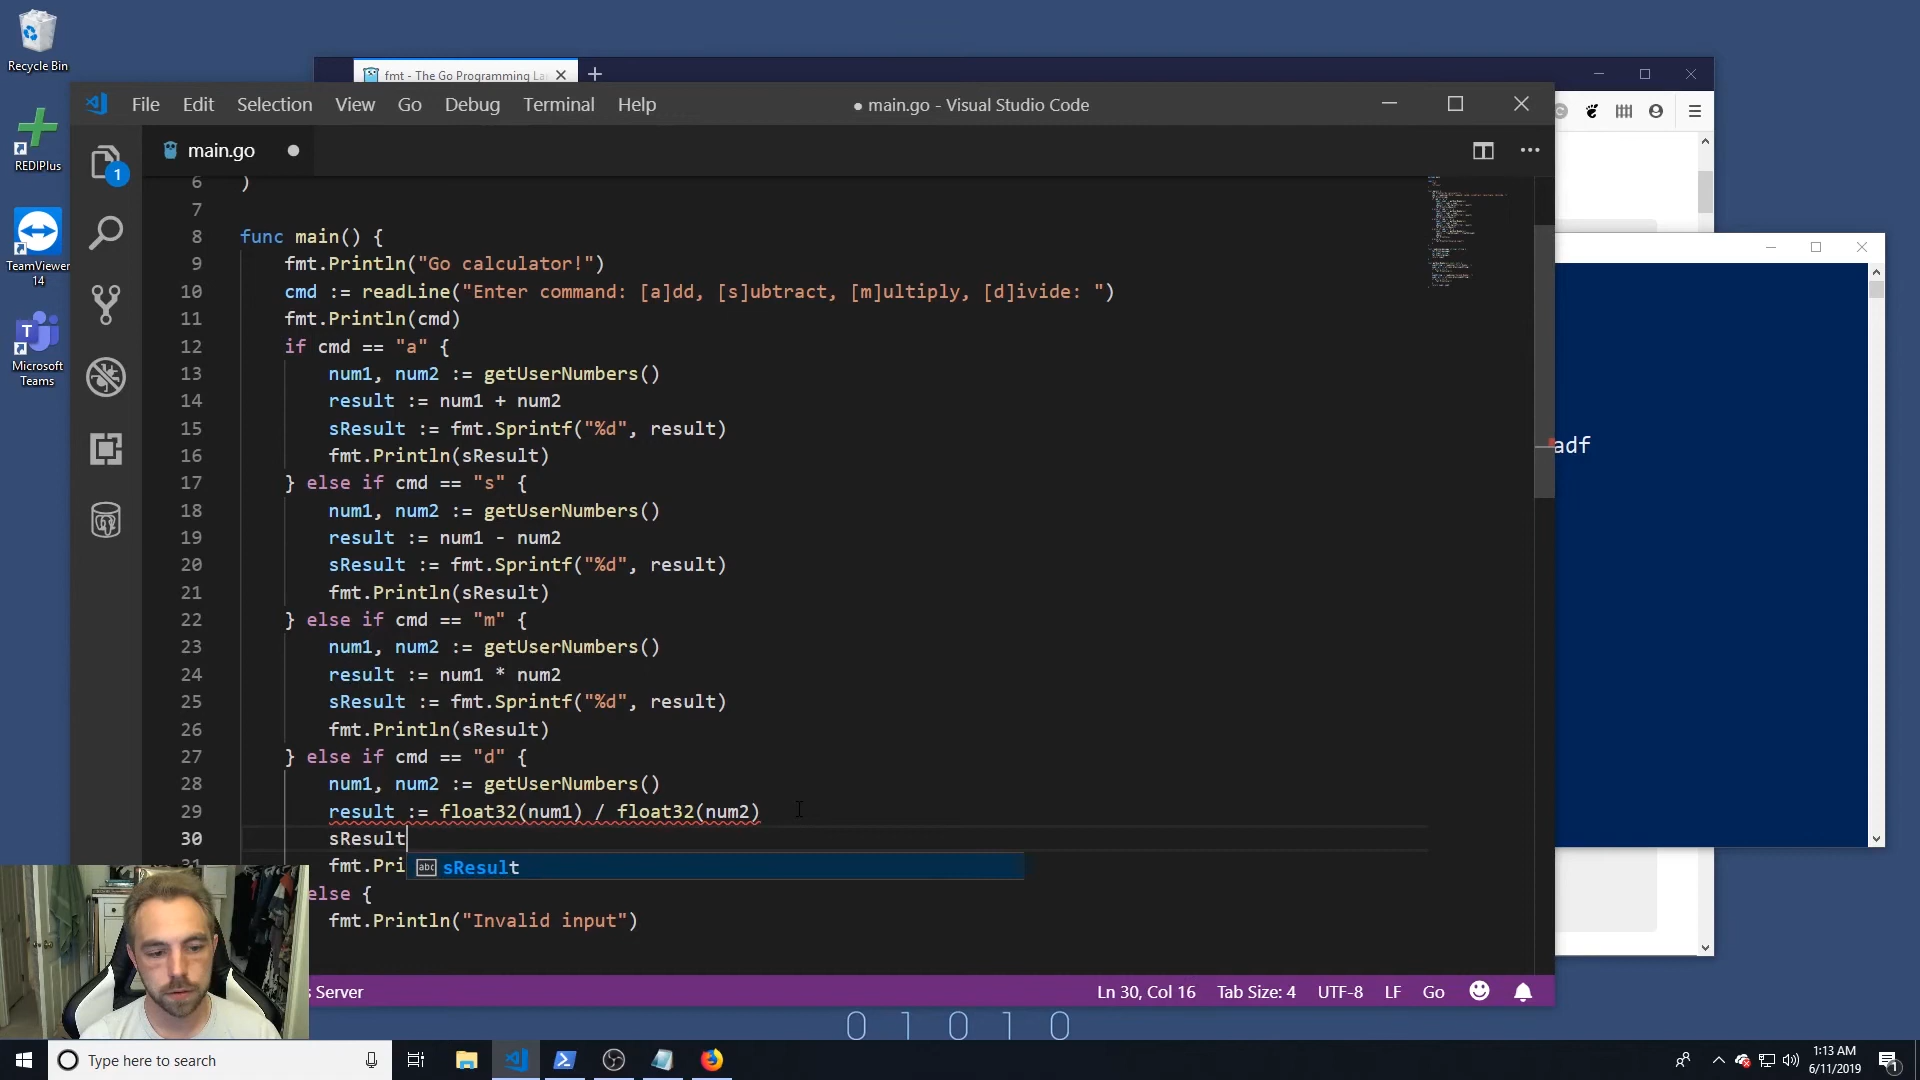 Recycle Bin
REDIPlus
TeamViewer
14
Microsoft
Teams
fmt - The Go Programming La
File Edit Selection View Go Debug Terminal Help
● main.go - Visual Studio Code
main.go
1
6 )
7
8 func main() {
9 fmt.Println("Go calculator!")
10 cmd := readLine("Enter command: [a]dd, [s]ubtract, [m]ultiply, [d]ivide: ")
11 fmt.Println(cmd)
12 if cmd == "a" {
13 num1, num2 := getUserNumbers()
14 result := num1 + num2
15 sResult := fmt.Sprintf("%d", result)
16 fmt.Println(sResult)
17 } else if cmd == "s" {
18 num1, num2 := getUserNumbers()
19 result := num1 - num2
20 sResult := fmt.Sprintf("%d", result)
21 fmt.Println(sResult)
22 } else if cmd == "m" {
23 num1, num2 := getUserNumbers()
24 result := num1 * num2
25 sResult := fmt.Sprintf("%d", result)
26 fmt.Println(sResult)
27 } else if cmd == "d" {
28 num1, num2 := getUserNumbers()
29 result := float32(num1) / float32(num2)
30 sResult
31 fmt.Pri
abc sResult
else {
fmt.Println("Invalid input")
adf
s Server
Ln 30, Col 16 Tab Size: 4 UTF-8 LF Go
0 1 0 1 0
Type here to search
1:13 AM
6/11/2019
1